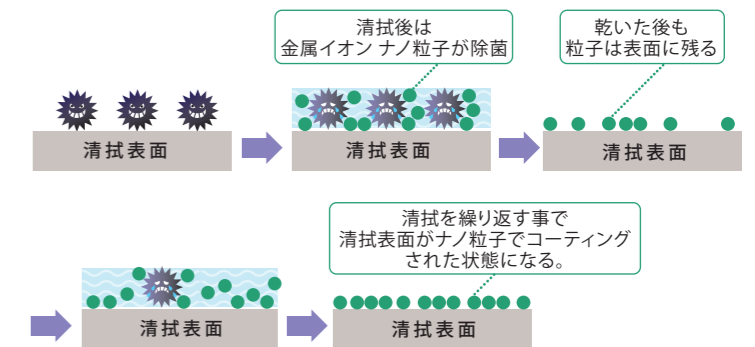 清拭後は
金属イオン ナノ粒子が除菌
乾いた後も
粒子は表面に残る
清拭表面
清拭表面
清拭表面
清拭を繰り返す事で
清拭表面がナノ粒子でコーティング
された状態になる。
清拭表面
清拭表面